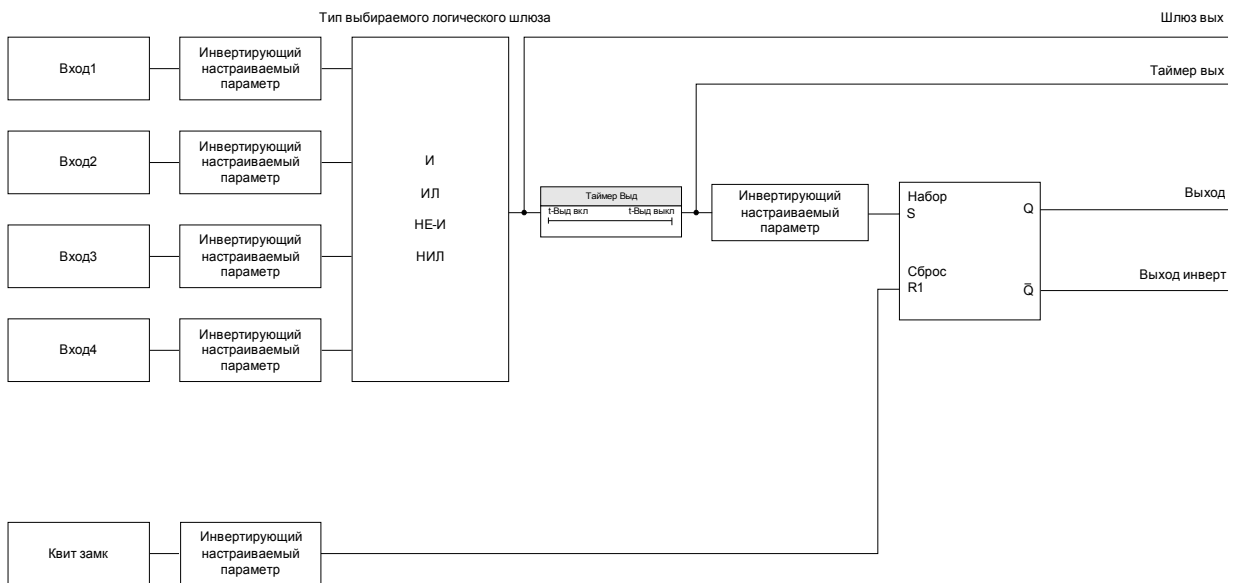 Тип выбираемого логического шлюза
Шлюз вых
Вход1
Инвертирующий
настраиваемый
параметр
Таймер вых
Вход2
Инвертирующий
настраиваемый
параметр
И
ИЛ
НЕ-И
НИЛ
Таймер Выд
t-Выд вкл
t-Выд выкл
Инвертирующий
настраиваемый
параметр
Набор
S
Q
Выход
Сброс
R1
Q̅
Выход инверт
Вход3
Инвертирующий
настраиваемый
параметр
Вход4
Инвертирующий
настраиваемый
параметр
Квит замк
Инвертирующий
настраиваемый
параметр